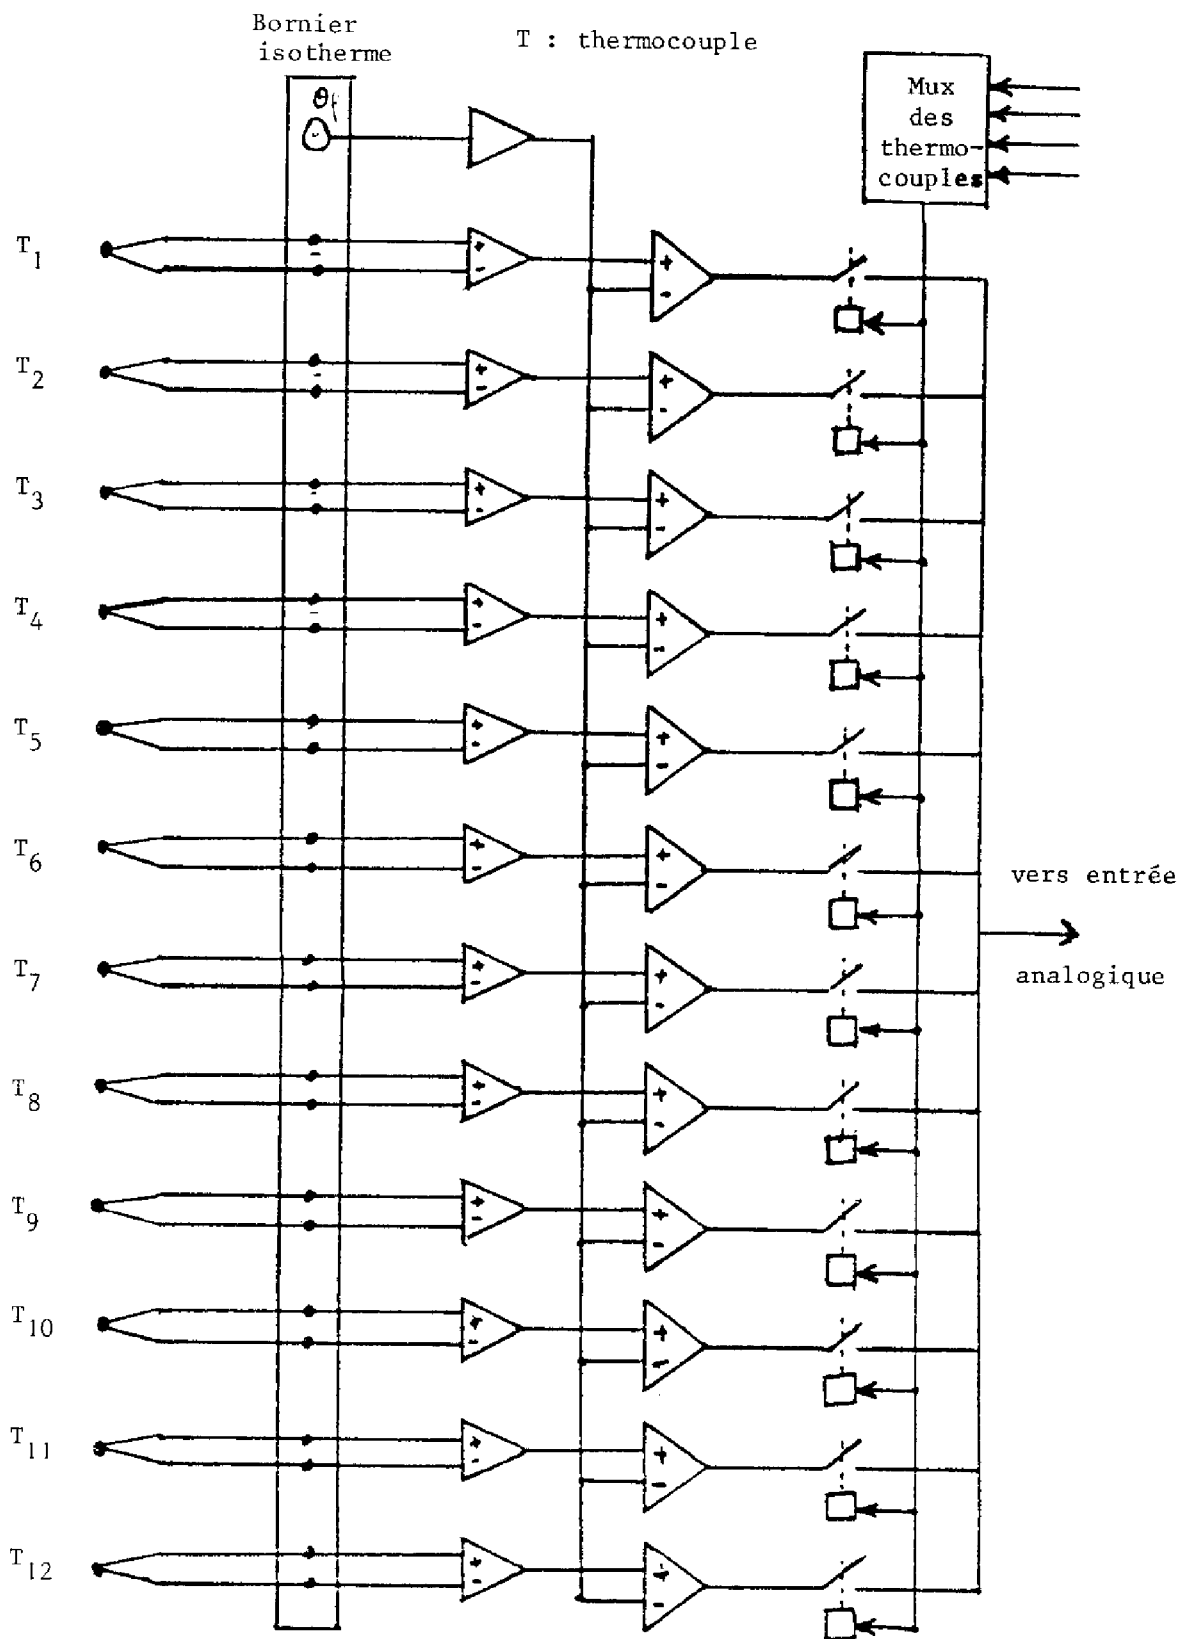 Bornier
isotherme
T : thermocouple
Mux
des
thermo-
couples
T1
T2
T3
T4
T5
T6
T7
T8
T9
T10
T11
T12
vers entrée
analogique